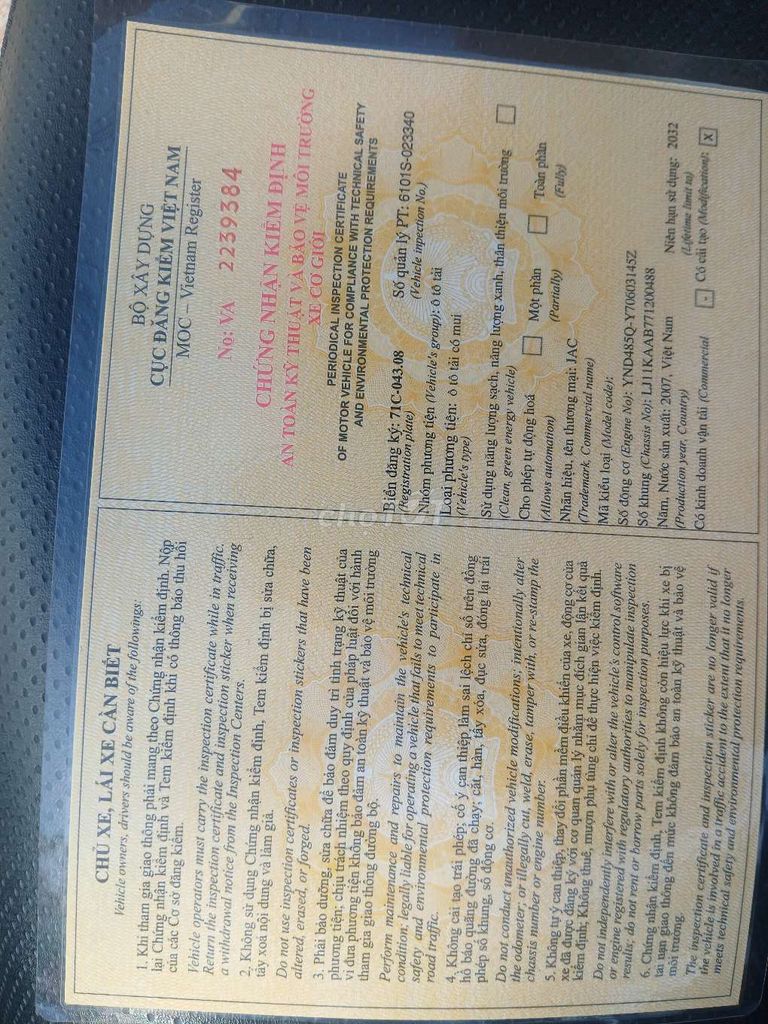 CHỦ XE, LÁI XE CẦN BIẾT
Vehicle owners, drivers should be aware of the followings:
1. Khi tham gia giao thông phải mang theo Chứng nhận kiểm định. Nộp
lại Chứng nhận kiểm định và Tem kiểm định khi có thông báo thu hồi
của các Cơ sở đăng kiểm.
Vehicle operators must carry the inspection certificate while in traffic.
Return the inspection certificate and inspection sticker when receiving
a withdrawal notice from the Inspection Centers.
2. Không sử dụng Chứng nhận kiểm định, Tem kiểm định bị sửa chữa,
tẩy xoá nội dung và làm giả.
Do not use inspection certificates or inspection stickers that have been
altered, erased, or forged.
3. Phải bảo dưỡng, sửa chữa để bảo đảm duy trì tình trạng kỹ thuật của
phương tiện; chịu trách nhiệm theo quy định của pháp luật đối với hành
vi đưa phương tiện không bảo đảm an toàn kỹ thuật và bảo vệ môi trường
tham gia giao thông đường bộ.
Perform maintenance and repairs to maintain the vehicle's technical
condition; legally liable for operating a vehicle that fails to meet technical
safety and environmental protection requirements to participate in
road traffic.
4. Không cải tạo trái phép; cố ý can thiệp làm sai lệch chỉ số trên đồng
hồ báo quãng đường đã chạy; cắt, hàn, tẩy xóa, đục sửa, đóng lại trái
phép số khung, số động cơ.
Do not conduct unauthorized vehicle modifications; intentionally alter
the odometer; or illegally cut, weld, erase, tamper with, or re-stamp the
chassis number or engine number.
5. Không tự ý can thiệp, thay đổi phần mềm điều khiển của xe, động cơ của
xe đã được đăng ký với cơ quan quản lý nhằm mục đích gian lận kết quả
kiểm định; Không thuê, mượn phụ tùng chỉ để thực hiện việc kiểm định.
Do not independently interfere with or alter the vehicle's control software
or engine registered with regulatory authorities to manipulate inspection
results; do not rent or borrow parts solely for inspection purposes.
6. Chứng nhận kiểm định, Tem kiểm định không còn hiệu lực khi xe bị
tai nạn giao thông đến mức không đảm bảo an toàn kỹ thuật và bảo vệ
môi trường.
The inspection certificate and inspection sticker are no longer valid if
the vehicle is involved in a traffic accident to the extent that it no longer
meets technical safety and environmental protection requirements.
BỘ XÂY DỰNG
CỤC ĐĂNG KIỂM VIỆT NAM
MOC – Vietnam Register
No: VA 2239384
CHỨNG NHẬN KIỂM ĐỊNH
AN TOÀN KỸ THUẬT VÀ BẢO VỆ MÔI TRƯỜNG
XE CƠ GIỚI
PERIODICAL INSPECTION CERTIFICATE
OF MOTOR VEHICLE FOR COMPLIANCE WITH TECHNICAL SAFETY
AND ENVIRONMENTAL PROTECTION REQUIREMENTS
Biển đăng ký: 71C-043.08 Số quản lý PT: 6101S-023340
(Registration plate) (Vehicle inpection No.)
Nhóm phương tiện (Vehicle's group): ô tô tải
Loại phương tiện: ô tô tải có mui
(Vehicle's type)
Sử dụng năng lượng sạch, năng lượng xanh, thân thiện môi trường
(Clean, green energy vehicle)
Cho phép tự động hoá Một phần Toàn phần
(Allows automation) (Partially) (Fully)
Nhãn hiệu, tên thương mại: JAC
(Trademark, Commercial name)
Mã kiểu loại (Model code):
Số động cơ (Engine No): YND485Q-Y70603145Z
Số khung (Chassis No): LJ11KAAB771200488
Năm, Nước sản xuất: 2007, Việt Nam Niên hạn sử dụng: 2032
(Production year, Country) (Lifetime limit to)
Có kinh doanh vận tải (Commercial - Có cải tạo (Modification): X